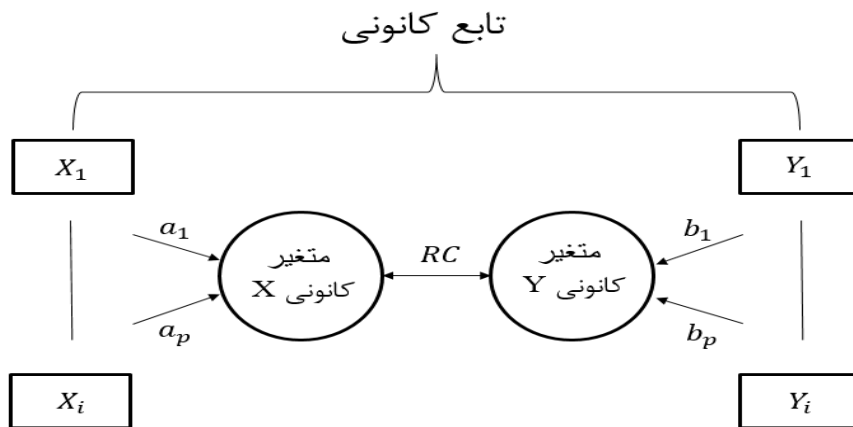 تابع کانونی
X₁
Y₁
a₁
متغیر
کانونی X
RC
متغیر
کانونی Y
b₁
aₚ
bₚ
Xᵢ
Yᵢ